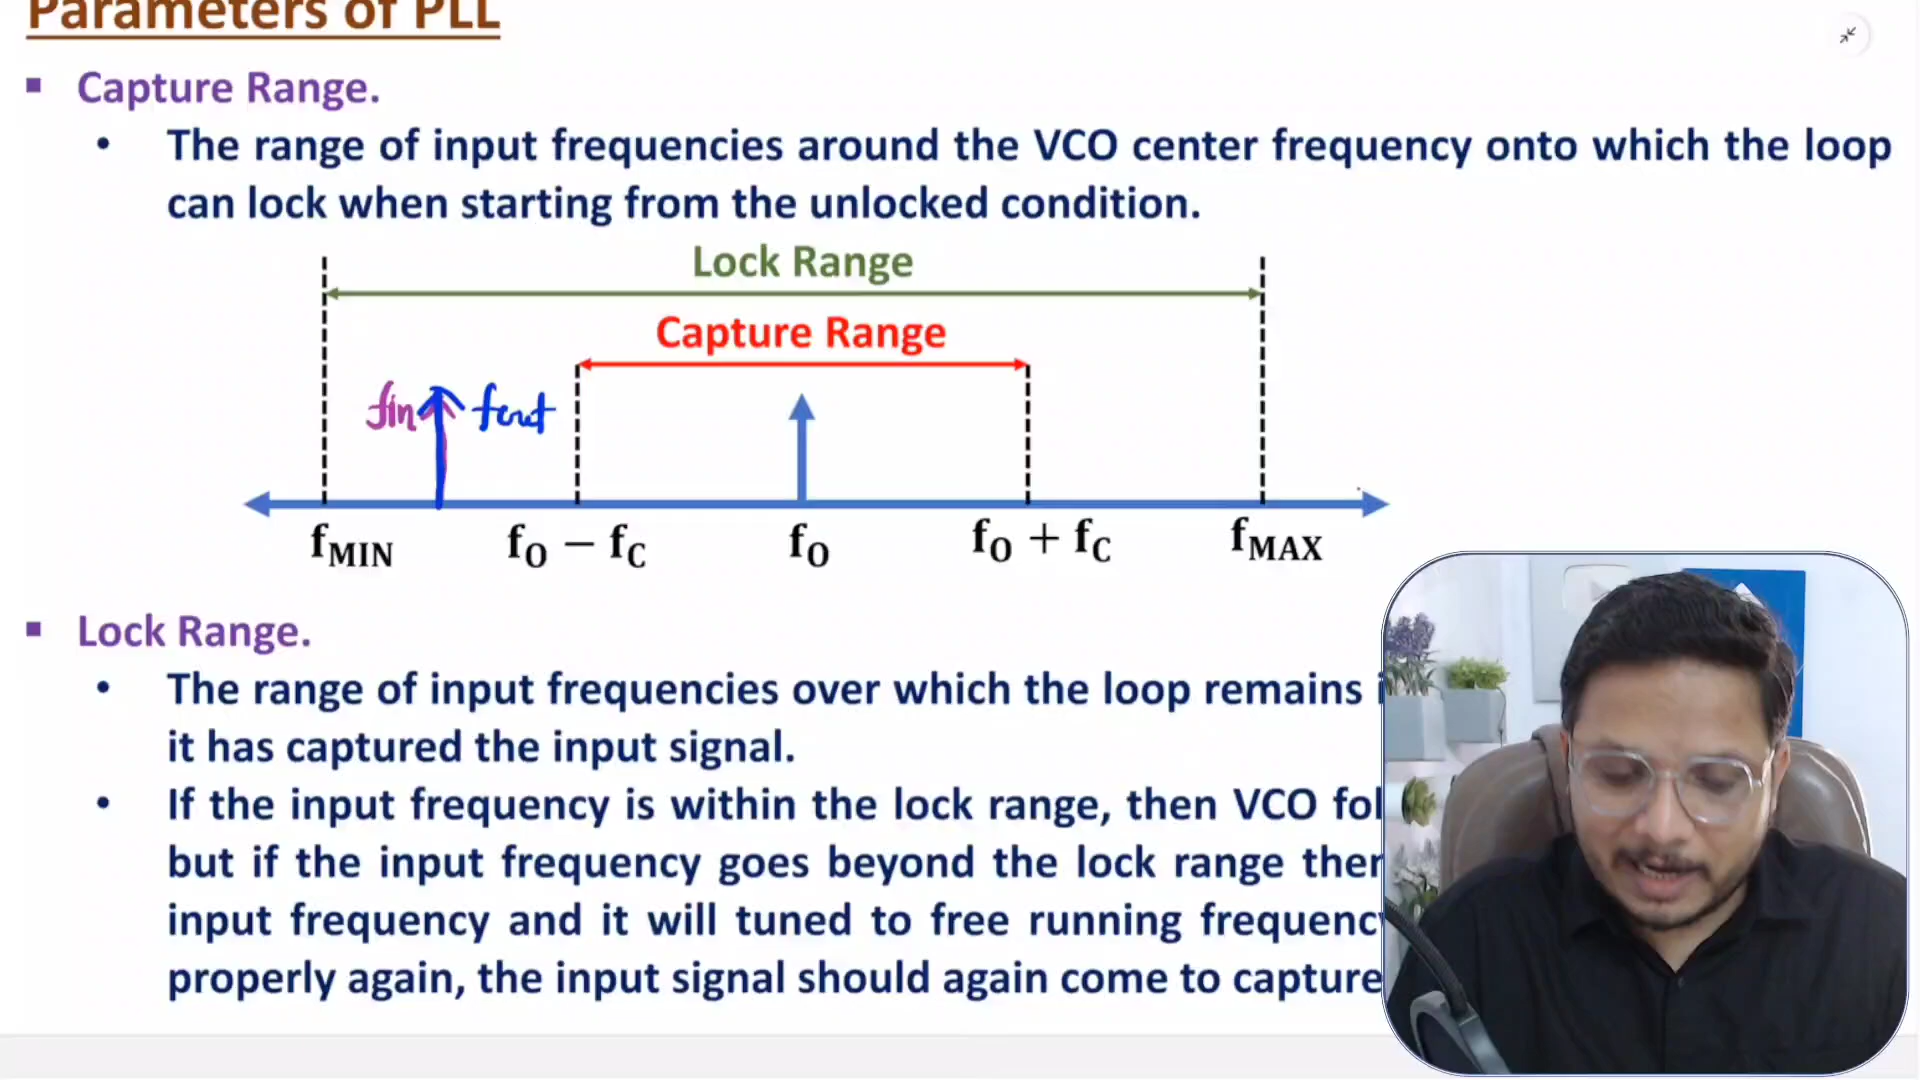 Parameters of PLL
▪ Capture Range.
• The range of input frequencies around the VCO center frequency onto which the loop
can lock when starting from the unlocked condition.
Lock Range
Capture Range
fin fout
fMIN fO − fC fO fO + fC fMAX
▪ Lock Range.
• The range of input frequencies over which the loop remains
it has captured the input signal.
• If the input frequency is within the lock range, then VCO
but if the input frequency goes beyond the lock range
input frequency and it will tuned to free running
properly again, the input signal should again come to capture